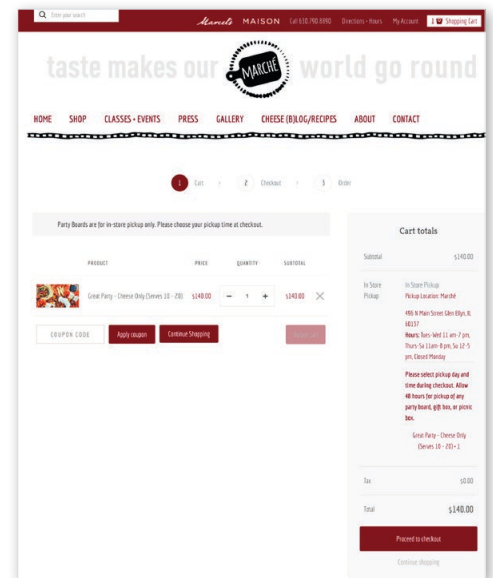 Enter your search
Marcel's MAISON Call 630.790.8890 Directions - Hours My Account 1 Shopping Cart
taste makes our MARCHÉ world go round
HOME SHOP CLASSES + EVENTS PRESS GALLERY CHEESE (B)LOG/RECIPES ABOUT CONTACT
1 Cart 2 Checkout 3 Order
Party Boards are for in-store pickup only. Please choose your pickup time at checkout.
PRODUCT PRICE QUANTITY SUBTOTAL
Great Party - Cheese Only (Serves 10 - 20) $140.00 − 1 + $140.00 ×
COUPON CODE Apply coupon Continue Shopping
Cart totals
Subtotal $140.00
In Store Pickup
In Store Pickup
Pickup Location: Marché
496 N Main Street Glen Ellyn, IL
60137
Hours: Tues-Wed 11 am-7 pm,
Thurs-Sa 11am-8 pm, Su 12-5
pm, Closed Monday
Please select pickup day and
time during checkout. Allow
48 hours for pickup of any
party board, gift box, or picnic
box.
Great Party - Cheese Only
(Serves 10 - 20) × 1
Tax $0.00
Total $140.00
Proceed to checkout
Continue shopping